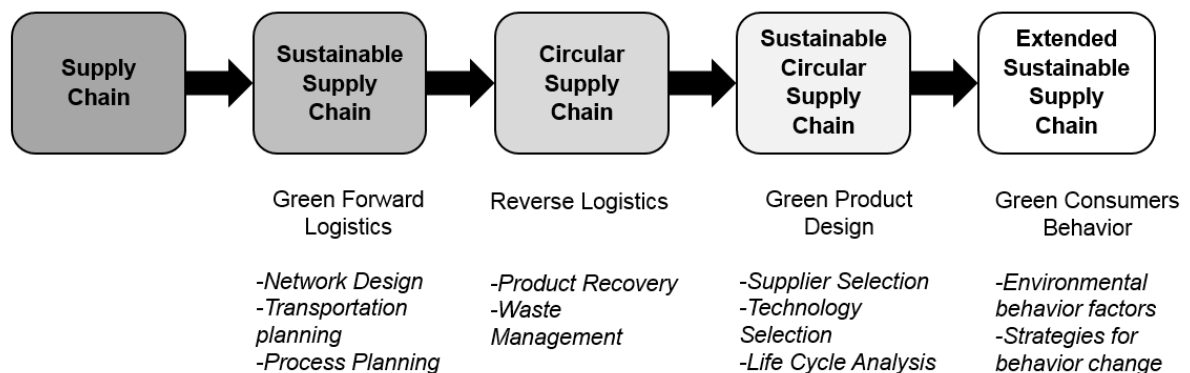 Supply
Chain
Sustainable
Supply
Chain
Circular
Supply
Chain
Sustainable
Circular
Supply
Chain
Extended
Sustainable
Supply
Chain
Green Forward
Logistics
-Network Design
-Transportation
planning
-Process Planning
Reverse Logistics
-Product Recovery
-Waste
Management
Green Product
Design
-Supplier Selection
-Technology
Selection
-Life Cycle Analysis
Green Consumers
Behavior
-Environmental
behavior factors
-Strategies for
behavior change